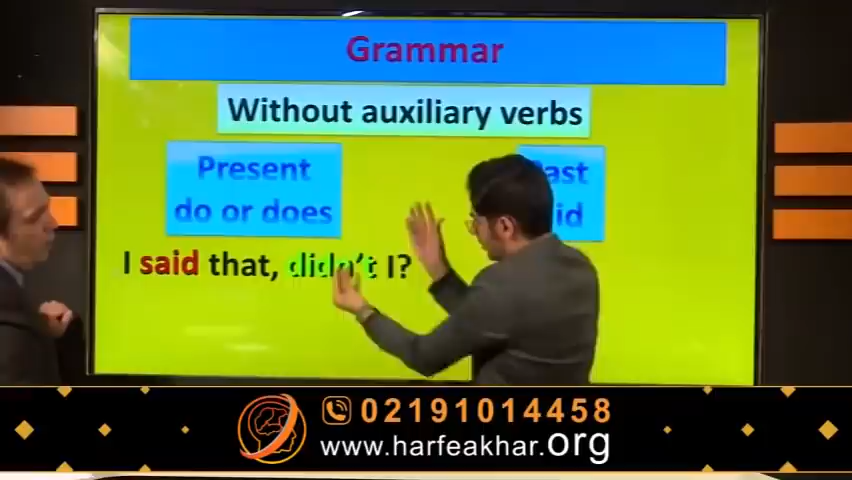 Grammar
Without auxiliary verbs
Present
do or does
I said that, didn't I?
02191014458
www.harfeakhar.org